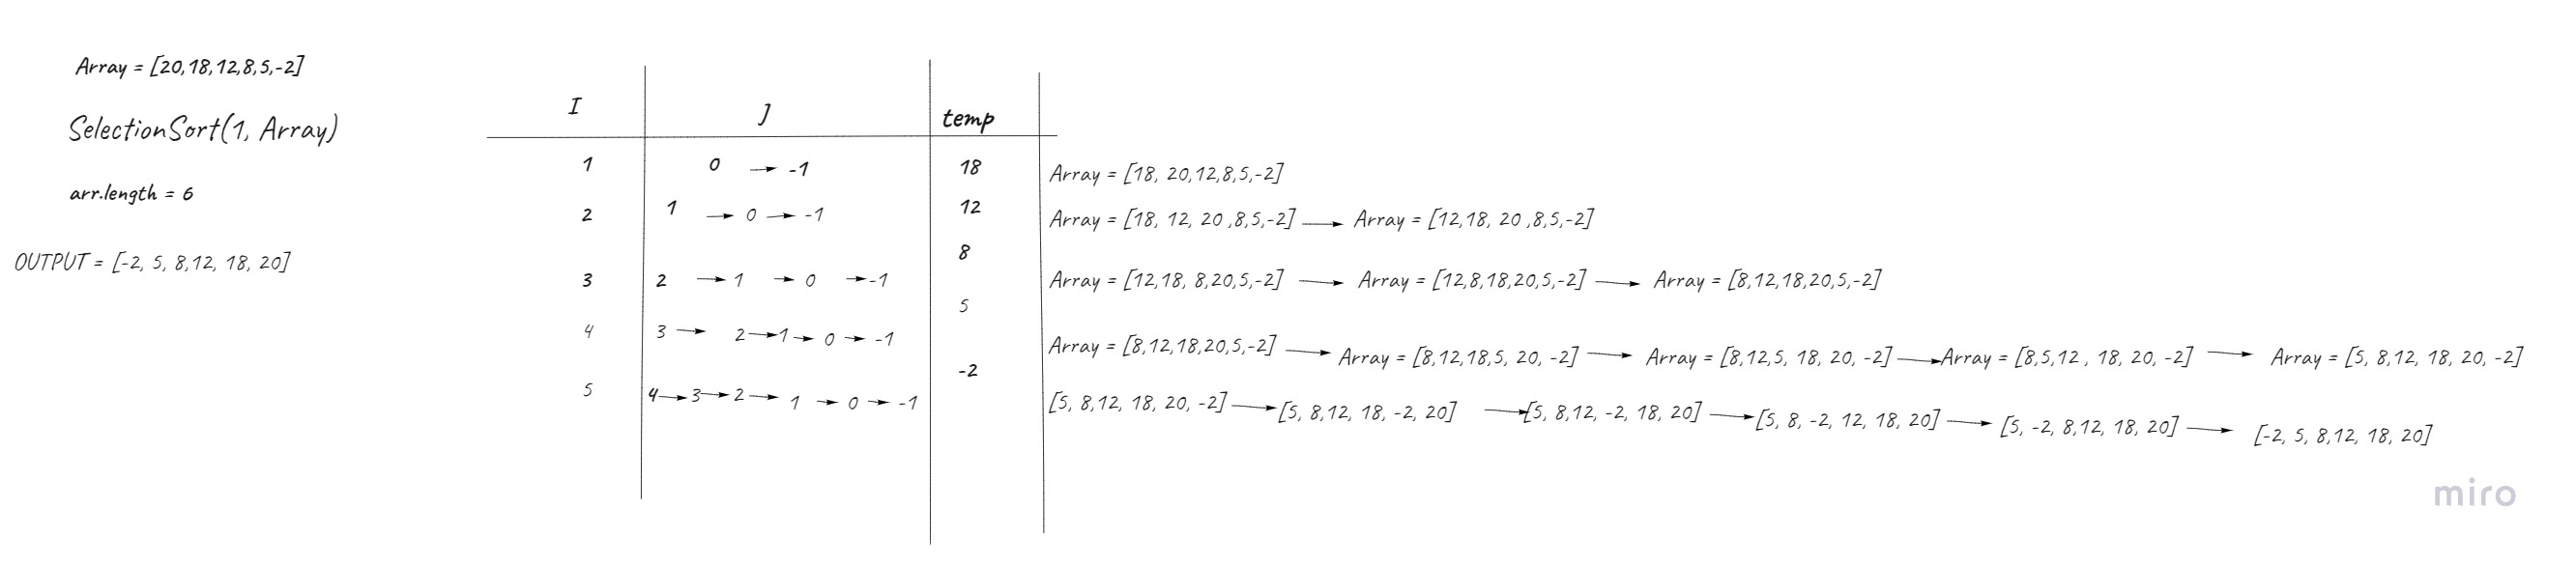 Array = [20,18,12,8,5,-2]
SelectionSort(1, Array)
arr.length = 6
OUTPUT = [-2, 5, 8,12, 18, 20]
I J temp
1 0 → -1 18 Array = [18, 20,12,8,5,-2]
2 1 → 0 → -1 12 Array = [18, 12, 20 ,8,5,-2] → Array = [12,18, 20 ,8,5,-2]
3 2 → 1 → 0 → -1 8 Array = [12,18, 8,20,5,-2] → Array = [12,8,18,20,5,-2] → Array = [8,12,18,20,5,-2]
4 3 → 2 → 1 → 0 → -1 5 Array = [8,12,18,20,5,-2] → Array = [8,12,18,5, 20, -2] → Array = [8,12,5, 18, 20, -2] → Array = [8,5,12 , 18, 20, -2] → Array = [5, 8,12, 18, 20, -2]
5 4 → 3 → 2 → 1 → 0 → -1 -2 [5, 8,12, 18, 20, -2] → [5, 8,12, 18, -2, 20] → [5, 8,12, -2, 18, 20] → [5, 8, -2, 12, 18, 20] → [5, -2, 8,12, 18, 20] → [-2, 5, 8,12, 18, 20]
miro